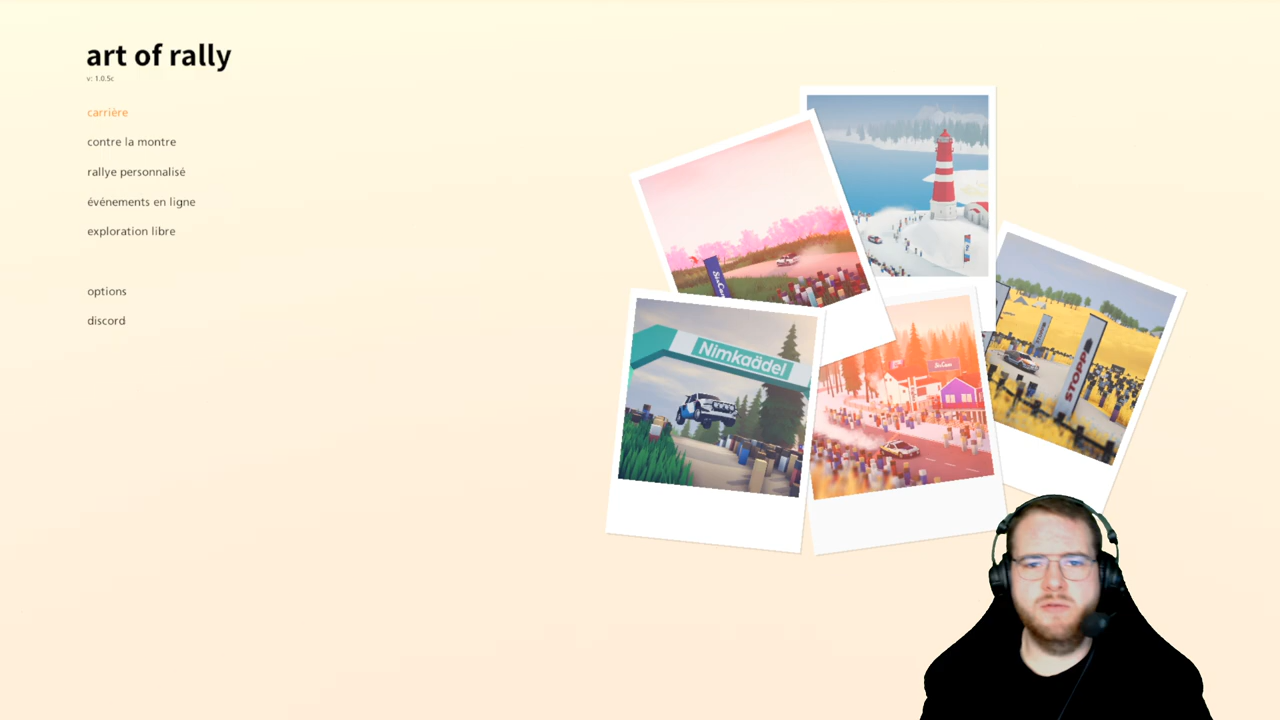 art of rally
v: 1.0.5c
carrière
contre la montre
rallye personnalisé
événements en ligne
exploration libre
options
discord
Nimkaädel
STOPP